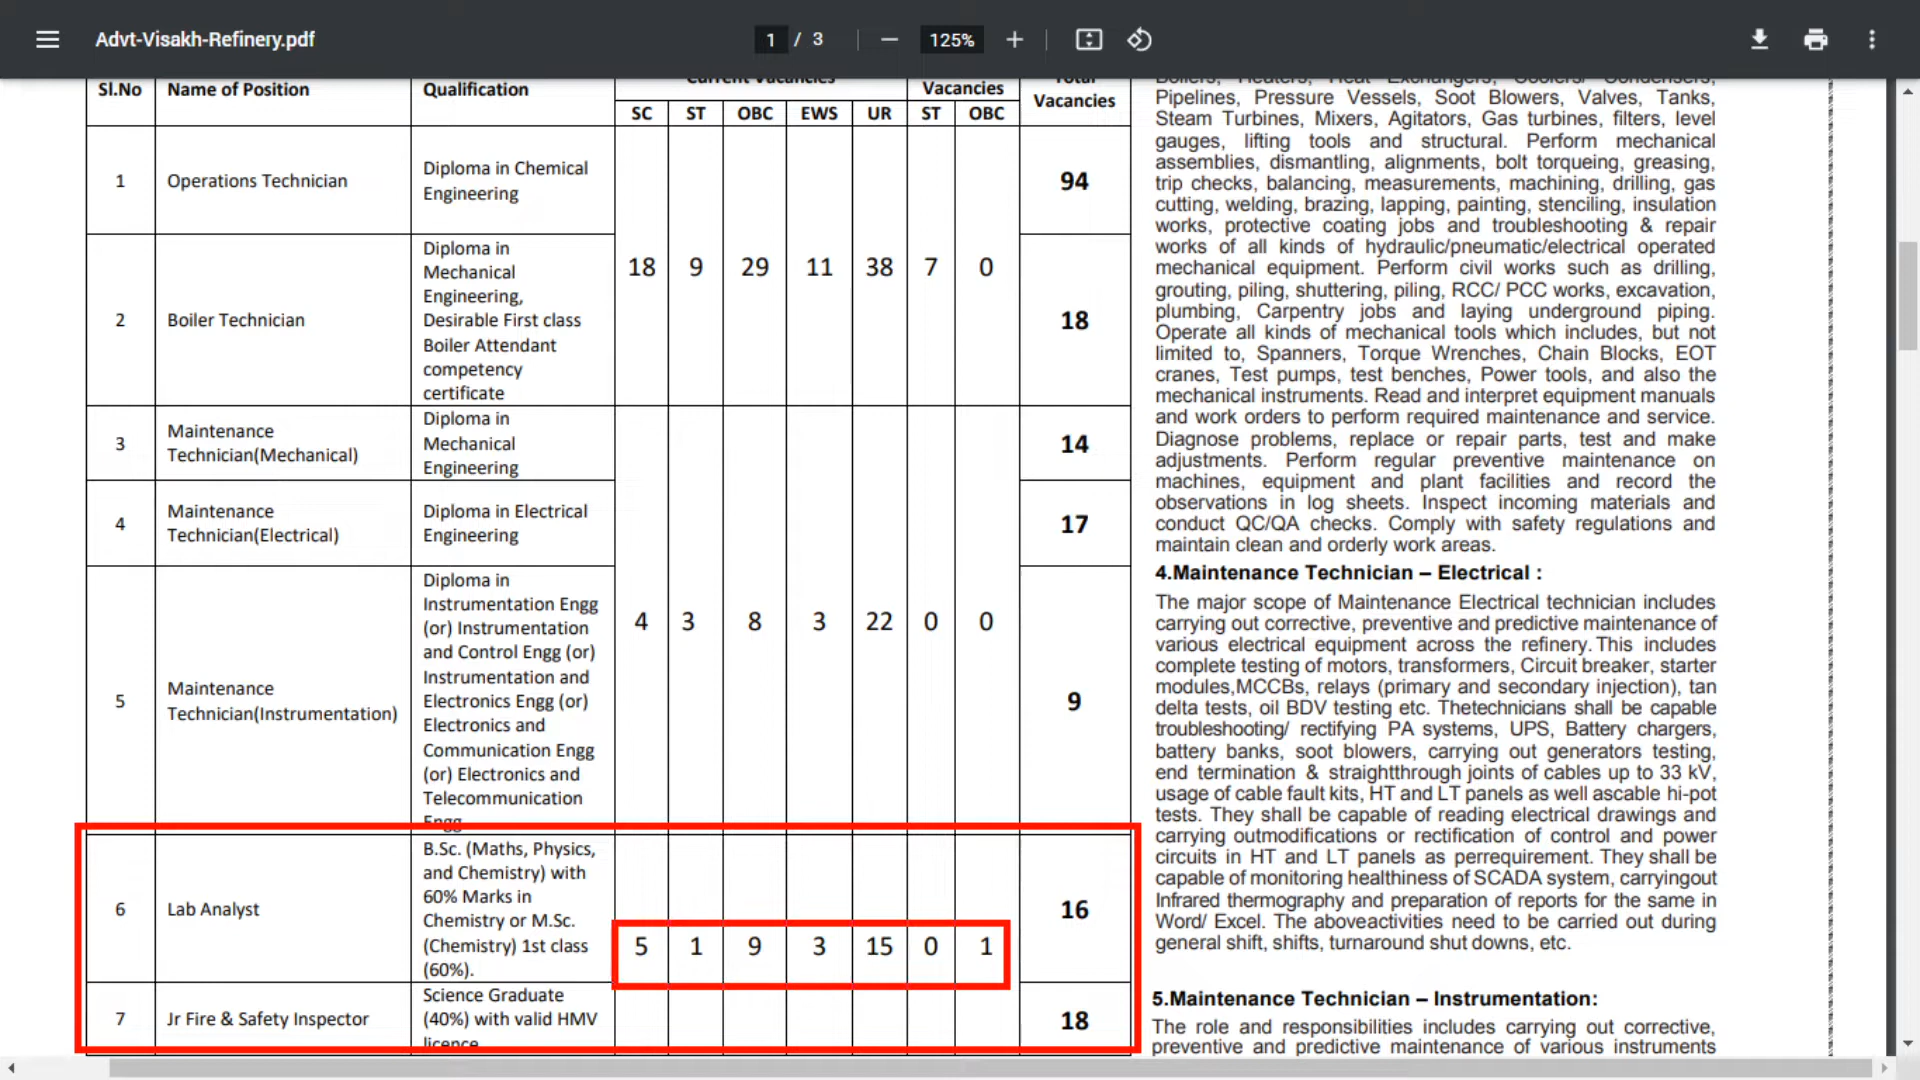 Advt-Visakh-Refinery.pdf
1 / 3
125%
Sl.No Name of Position Qualification Current Vacancies Vacancies Total Vacancies
SC ST OBC EWS UR ST OBC
1 Operations Technician Diploma in Chemical
Engineering
94
2 Boiler Technician Diploma in
Mechanical
Engineering,
Desirable First class
Boiler Attendant
competency
certificate
18
18 9 29 11 38 7 0
3 Maintenance
Technician(Mechanical)
Diploma in
Mechanical
Engineering
14
4 Maintenance
Technician(Electrical)
Diploma in Electrical
Engineering
17
5 Maintenance
Technician(Instrumentation)
Diploma in
Instrumentation Engg
(or) Instrumentation
and Control Engg (or)
Instrumentation and
Electronics Engg (or)
Electronics and
Communication Engg
(or) Electronics and
Telecommunication
Engg
9
4 3 8 3 22 0 0
6 Lab Analyst B.Sc. (Maths, Physics,
and Chemistry) with
60% Marks in
Chemistry or M.Sc.
(Chemistry) 1st class
(60%).
16
5 1 9 3 15 0 1
7 Jr Fire & Safety Inspector Science Graduate
(40%) with valid HMV
licence
18
Boilers, Heaters, Heat Exchangers, Coolers/ Condensers,
Pipelines, Pressure Vessels, Soot Blowers, Valves, Tanks,
Steam Turbines, Mixers, Agitators, Gas turbines, filters, level
gauges, lifting tools and structural. Perform mechanical
assemblies, dismantling, alignments, bolt torqueing, greasing,
trip checks, balancing, measurements, machining, drilling, gas
cutting, welding, brazing, lapping, painting, stenciling, insulation
works, protective coating jobs and troubleshooting & repair
works of all kinds of hydraulic/pneumatic/electrical operated
mechanical equipment. Perform civil works such as drilling,
grouting, piling, shuttering, piling, RCC/ PCC works, excavation,
plumbing, Carpentry jobs and laying underground piping.
Operate all kinds of mechanical tools which includes, but not
limited to, Spanners, Torque Wrenches, Chain Blocks, EOT
cranes, Test pumps, test benches, Power tools, and also the
mechanical instruments. Read and interpret equipment manuals
and work orders to perform required maintenance and service.
Diagnose problems, replace or repair parts, test and make
adjustments. Perform regular preventive maintenance on
machines, equipment and plant facilities and record the
observations in log sheets. Inspect incoming materials and
conduct QC/QA checks. Comply with safety regulations and
maintain clean and orderly work areas.
4.Maintenance Technician – Electrical :
The major scope of Maintenance Electrical technician includes
carrying out corrective, preventive and predictive maintenance of
various electrical equipment across the refinery. This includes
complete testing of motors, transformers, Circuit breaker, starter
modules,MCCBs, relays (primary and secondary injection), tan
delta tests, oil BDV testing etc. Thetechnicians shall be capable
troubleshooting/ rectifying PA systems, UPS, Battery chargers,
battery banks, soot blowers, carrying out generators testing,
end termination & straightthrough joints of cables up to 33 kV,
usage of cable fault kits, HT and LT panels as well ascable hi-pot
tests. They shall be capable of reading electrical drawings and
carrying outmodifications or rectification of control and power
circuits in HT and LT panels as perrequirement. They shall be
capable of monitoring healthiness of SCADA system, carryingout
Infrared thermography and preparation of reports for the same in
Word/ Excel. The aboveactivities need to be carried out during
general shift, shifts, turnaround shut downs, etc.
5.Maintenance Technician – Instrumentation:
The role and responsibilities includes carrying out corrective,
preventive and predictive maintenance of various instruments